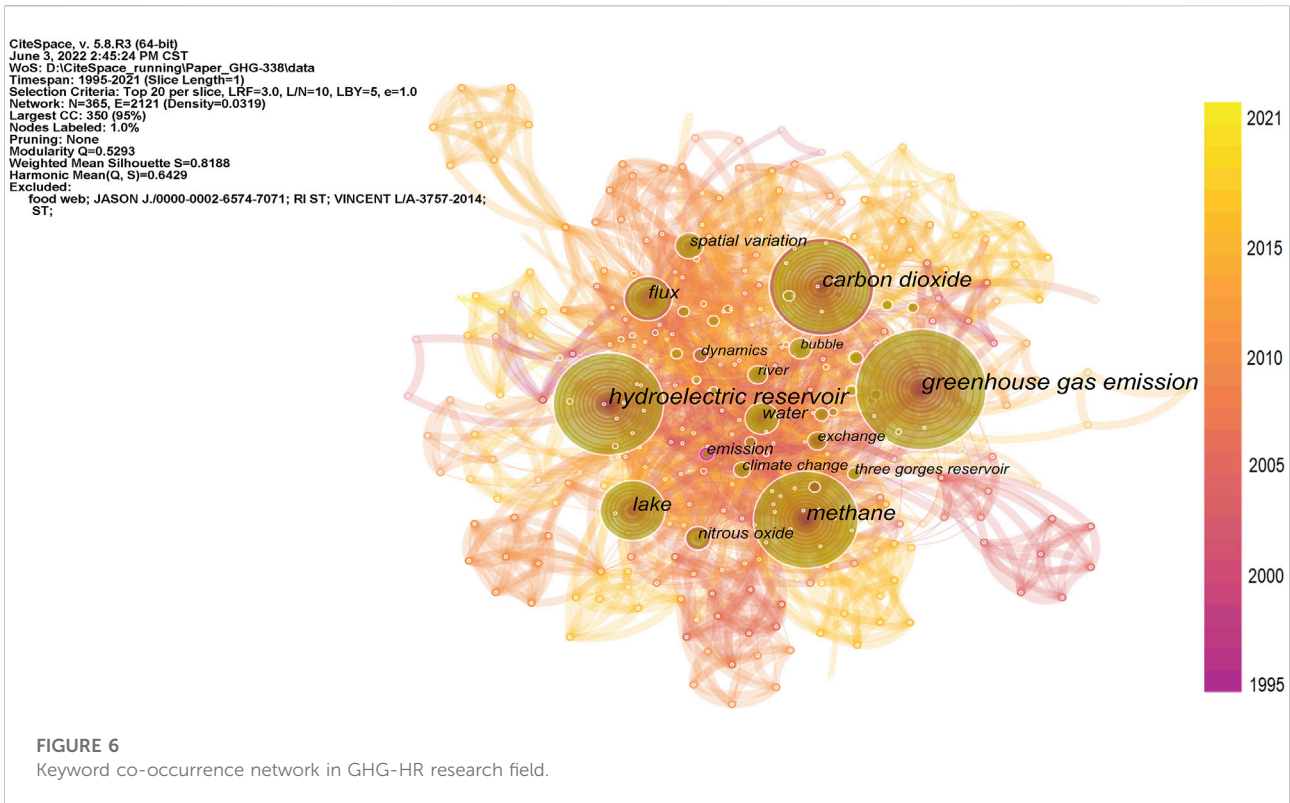 CiteSpace, v. 5.8.R3 (64-bit)
June 3, 2022 2:45:24 PM CST
WoS: D:\CiteSpace_running\Paper_GHG-338\data
Timespan: 1995-2021 (Slice Length=1)
Selection Criteria: Top 20 per slice, LRF=3.0, L/N=10, LBY=5, e=1.0
Network: N=365, E=2121 (Density=0.0319)
Largest CC: 350 (95%)
Nodes Labeled: 1.0%
Pruning: None
Modularity Q=0.5293
Weighted Mean Silhouette S=0.8188
Harmonic Mean(Q, S)=0.6429
Excluded:
food web; JASON J./0000-0002-6574-7071; RI ST; VINCENT L/A-3757-2014;
ST;
spatial variation
carbon dioxide
flux
bubble
dynamics
river
greenhouse gas emission
hydroelectric reservoir
water
exchange
emission
climate change
three gorges reservoir
lake
methane
nitrous oxide
2021
2015
2010
2005
2000
1995
FIGURE 6
Keyword co-occurrence network in GHG-HR research field.